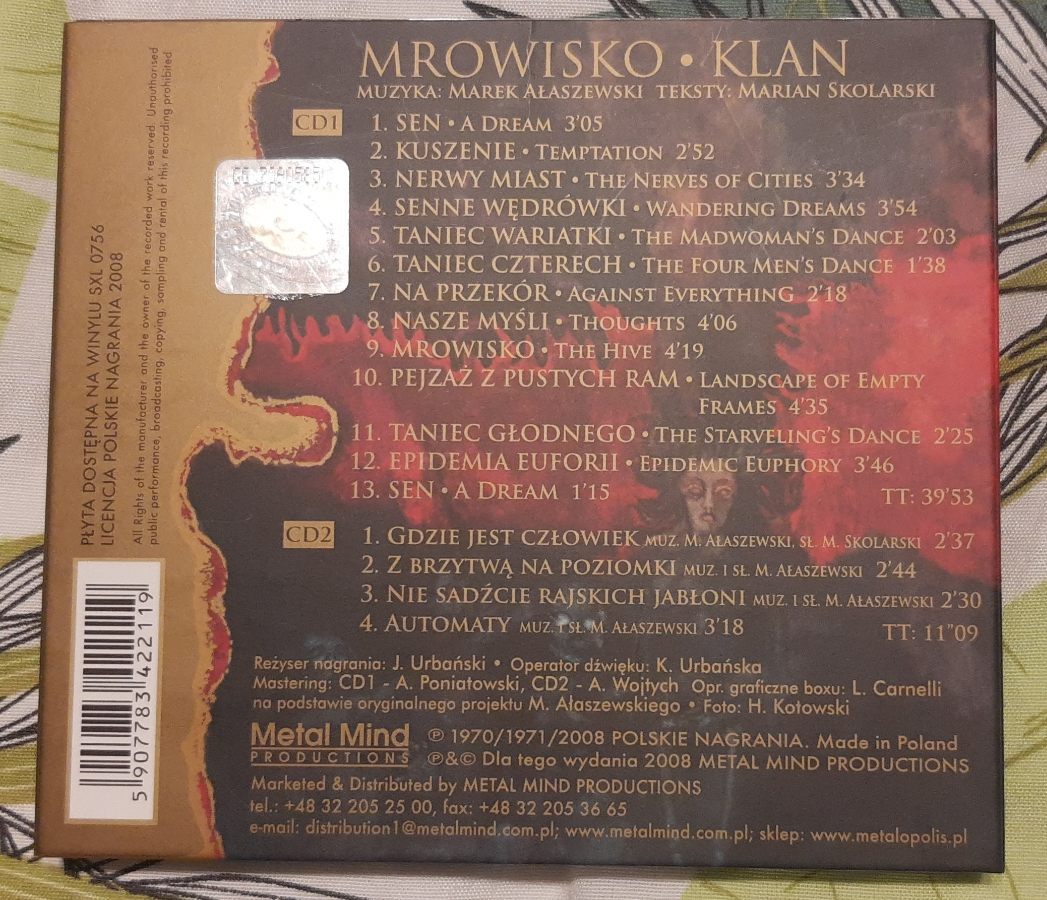 MROWISKO • KLAN
MUZYKA: MAREK AŁASZEWSKI TEKSTY: MARIAN SKOLARSKI
CD1
1. SEN • A DREAM 3'05
2. KUSZENIE • TEMPTATION 2'52
3. NERWY MIAST • THE NERVES OF CITIES 3'34
4. SENNE WĘDRÓWKI • WANDERING DREAMS 3'54
5. TANIEC WARIATKI • THE MADWOMAN'S DANCE 2'03
6. TANIEC CZTERECH • THE FOUR MEN'S DANCE 1'38
7. NA PRZEKÓR • AGAINST EVERYTHING 2'18
8. NASZE MYŚLI • THOUGHTS 4'06
9. MROWISKO • THE HIVE 4'19
10. PEJZAŻ Z PUSTYCH RAM • LANDSCAPE OF EMPTY
FRAMES 4'35
11. TANIEC GŁODNEGO • THE STARVELING'S DANCE 2'25
12. EPIDEMIA EUFORII • EPIDEMIC EUPHORY 3'46
13. SEN • A DREAM 1'15 TT: 39'53
CD2
1. GDZIE JEST CZŁOWIEK MUZ. M. AŁASZEWSKI, SŁ. M. SKOLARSKI 2'37
2. Z BRZYTWĄ NA POZIOMKI MUZ. I SŁ. M. AŁASZEWSKI 2'44
3. NIE SADŹCIE RAJSKICH JABŁONI MUZ. I SŁ. M. AŁASZEWSKI 2'30
4. AUTOMATY MUZ. I SŁ. M. AŁASZEWSKI 3'18 TT: 11"09
Reżyser nagrania: J. Urbański • Operator dźwięku: K. Urbańska
Mastering: CD1 - A. Poniatowski, CD2 - A. Wojtych Opr. graficzne boxu: L. Carnelli
na podstawie oryginalnego projektu M. Ałaszewskiego • Foto: H. Kotowski
Metal Mind
PRODUCTIONS
℗ 1970/1971/2008 POLSKIE NAGRANIA. Made in Poland
℗&© Dla tego wydania 2008 METAL MIND PRODUCTIONS
Marketed & Distributed by METAL MIND PRODUCTIONS
tel.: +48 32 205 25 00, fax: +48 32 205 36 65
e-mail: distribution1@metalmind.com.pl; www.metalmind.com.pl; sklep: www.metalopolis.pl
PŁYTA DOSTĘPNA NA WINYLU SXL 0756
LICENCJA POLSKIE NAGRANIA 2008
All Rights of the manufacturer and the owner of the recorded work reserved. Unauthorised
public performance, broadcasting, copying, sampling and rental of this recording prohibited
5 907783 422119